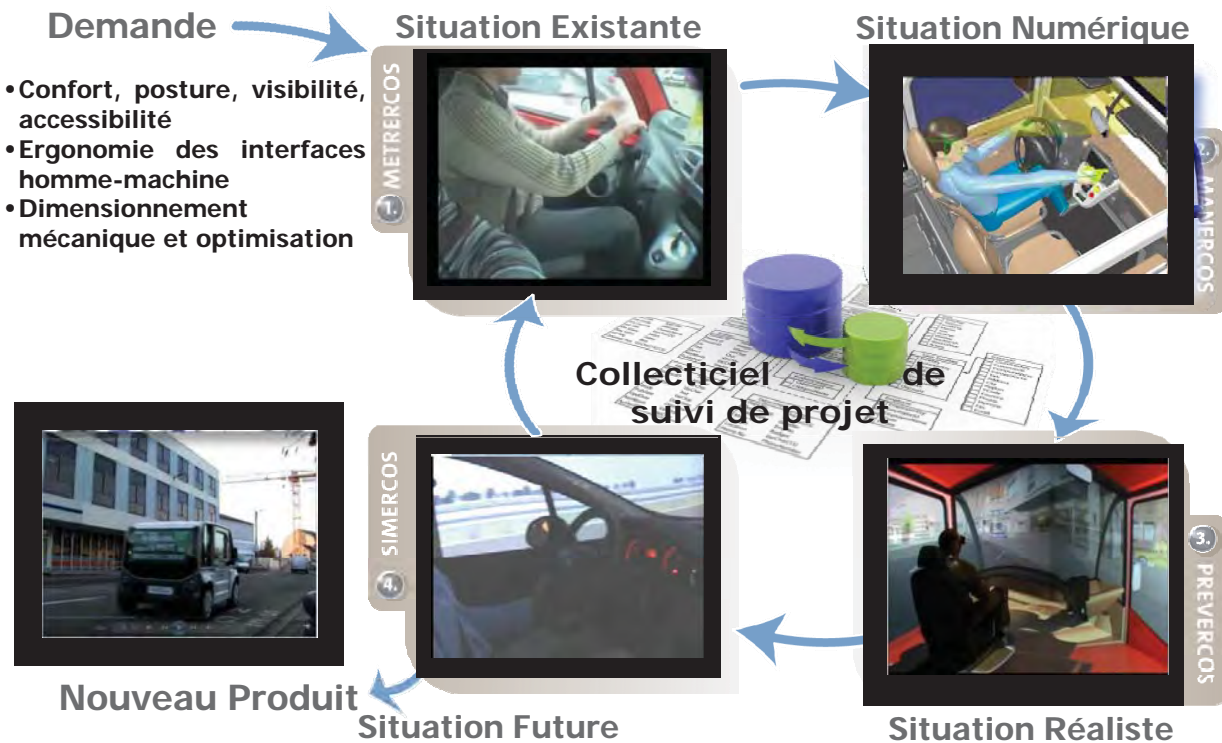 Demande
Situation Existante
Situation Numérique
•Confort, posture, visibilité,
accessibilité
•Ergonomie des interfaces
homme-machine
•Dimensionnement
mécanique et optimisation
1. METRERCOS
2. MANERCOS
Collecticiel de
suivi de projet
4. SIMERCOS
3. PREVERCOS
Nouveau Produit
Situation Future
Situation Réaliste